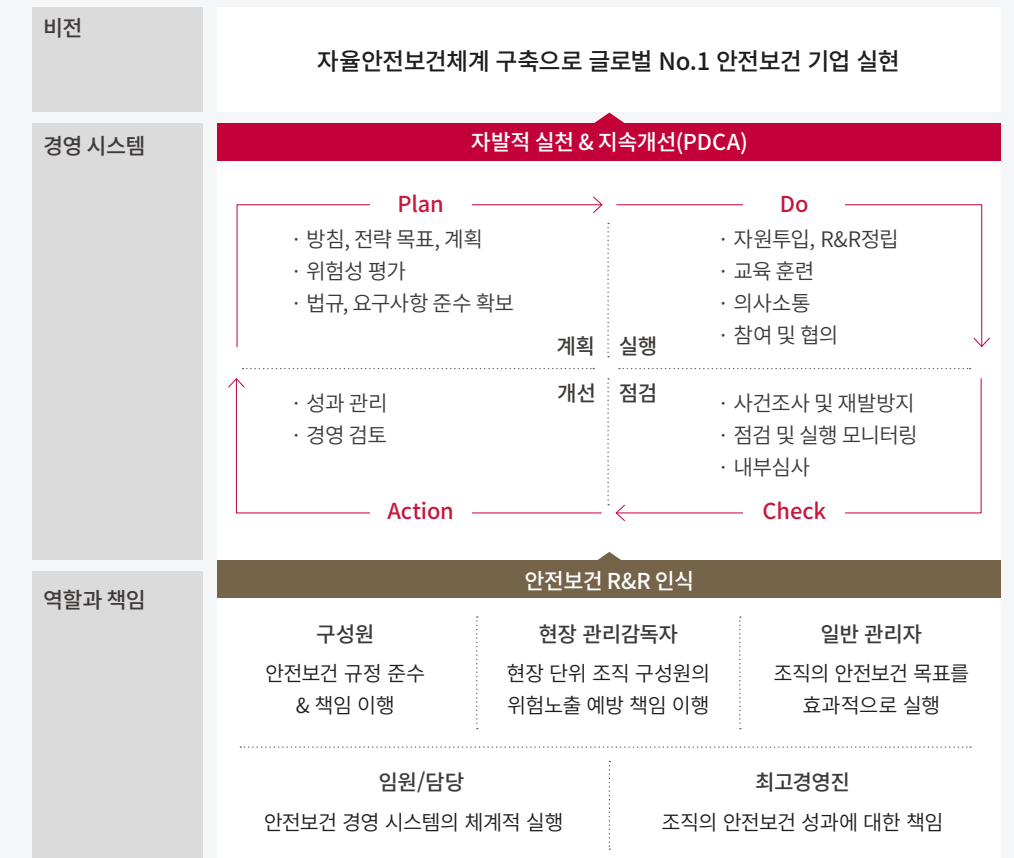 비전
자율안전보건체계 구축으로 글로벌 No.1 안전보건 기업 실현
경영 시스템
자발적 실천 & 지속개선(PDCA)
Plan
· 방침, 전략 목표, 계획
· 위험성 평가
· 법규, 요구사항 준수 확보
계획
Do
· 자원투입, R&R정립
· 교육 훈련
· 의사소통
· 참여 및 협의
실행
개선
· 성과 관리
· 경영 검토
Action
점검
· 사건조사 및 재발방지
· 점검 및 실행 모니터링
· 내부심사
Check
역할과 책임
안전보건 R&R 인식
구성원
안전보건 규정 준수
& 책임 이행
현장 관리감독자
현장 단위 조직 구성원의
위험노출 예방 책임 이행
일반 관리자
조직의 안전보건 목표를
효과적으로 실행
임원/담당
안전보건 경영 시스템의 체계적 실행
최고경영진
조직의 안전보건 성과에 대한 책임